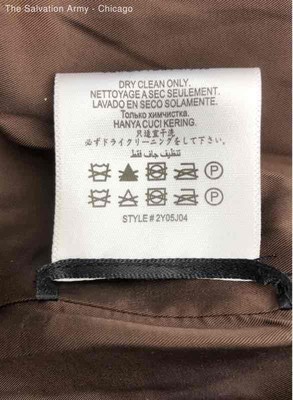 The Salvation Army - Chicago
DRY CLEAN ONLY.
NETTOYAGE A SEC SEULEMENT.
LAVADO EN SECO SOLAMENTE.
Только химчистка.
HANYA CUCI KERING.
只適宜干洗
必ずドライクリーニングをして下さい
تنظيف جاف فقط
P
P
STYLE # 2Y05J04